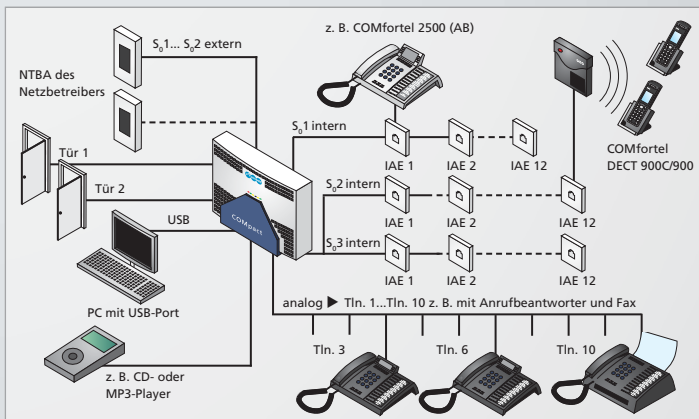 z. B. COMfortel 2500 (AB)
S₀1... S₀2 extern
NTBA des
Netzbetreibers
S₀1 intern
IAE 1
IAE 2
IAE 12
COMfortel
DECT 900C/900
Tür 1
Tür 2
S₀2 intern
IAE 1
IAE 2
IAE 12
USB
COMpact
S₀3 intern
IAE 1
IAE 2
IAE 12
PC mit USB-Port
analog ▶ Tln. 1...Tln. 10 z. B. mit Anrufbeantworter und Fax
Tln. 3
Tln. 6
Tln. 10
z. B. CD- oder
MP3-Player